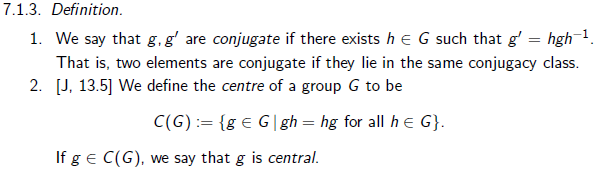 7.1.3. Definition.
1. We say that g, g′ are conjugate if there exists h ∈ G such that g′ = hgh⁻¹.
That is, two elements are conjugate if they lie in the same conjugacy class.
2. [J, 13.5] We define the centre of a group G to be
C(G) := {g ∈ G | gh = hg for all h ∈ G}.
If g ∈ C(G), we say that g is central.